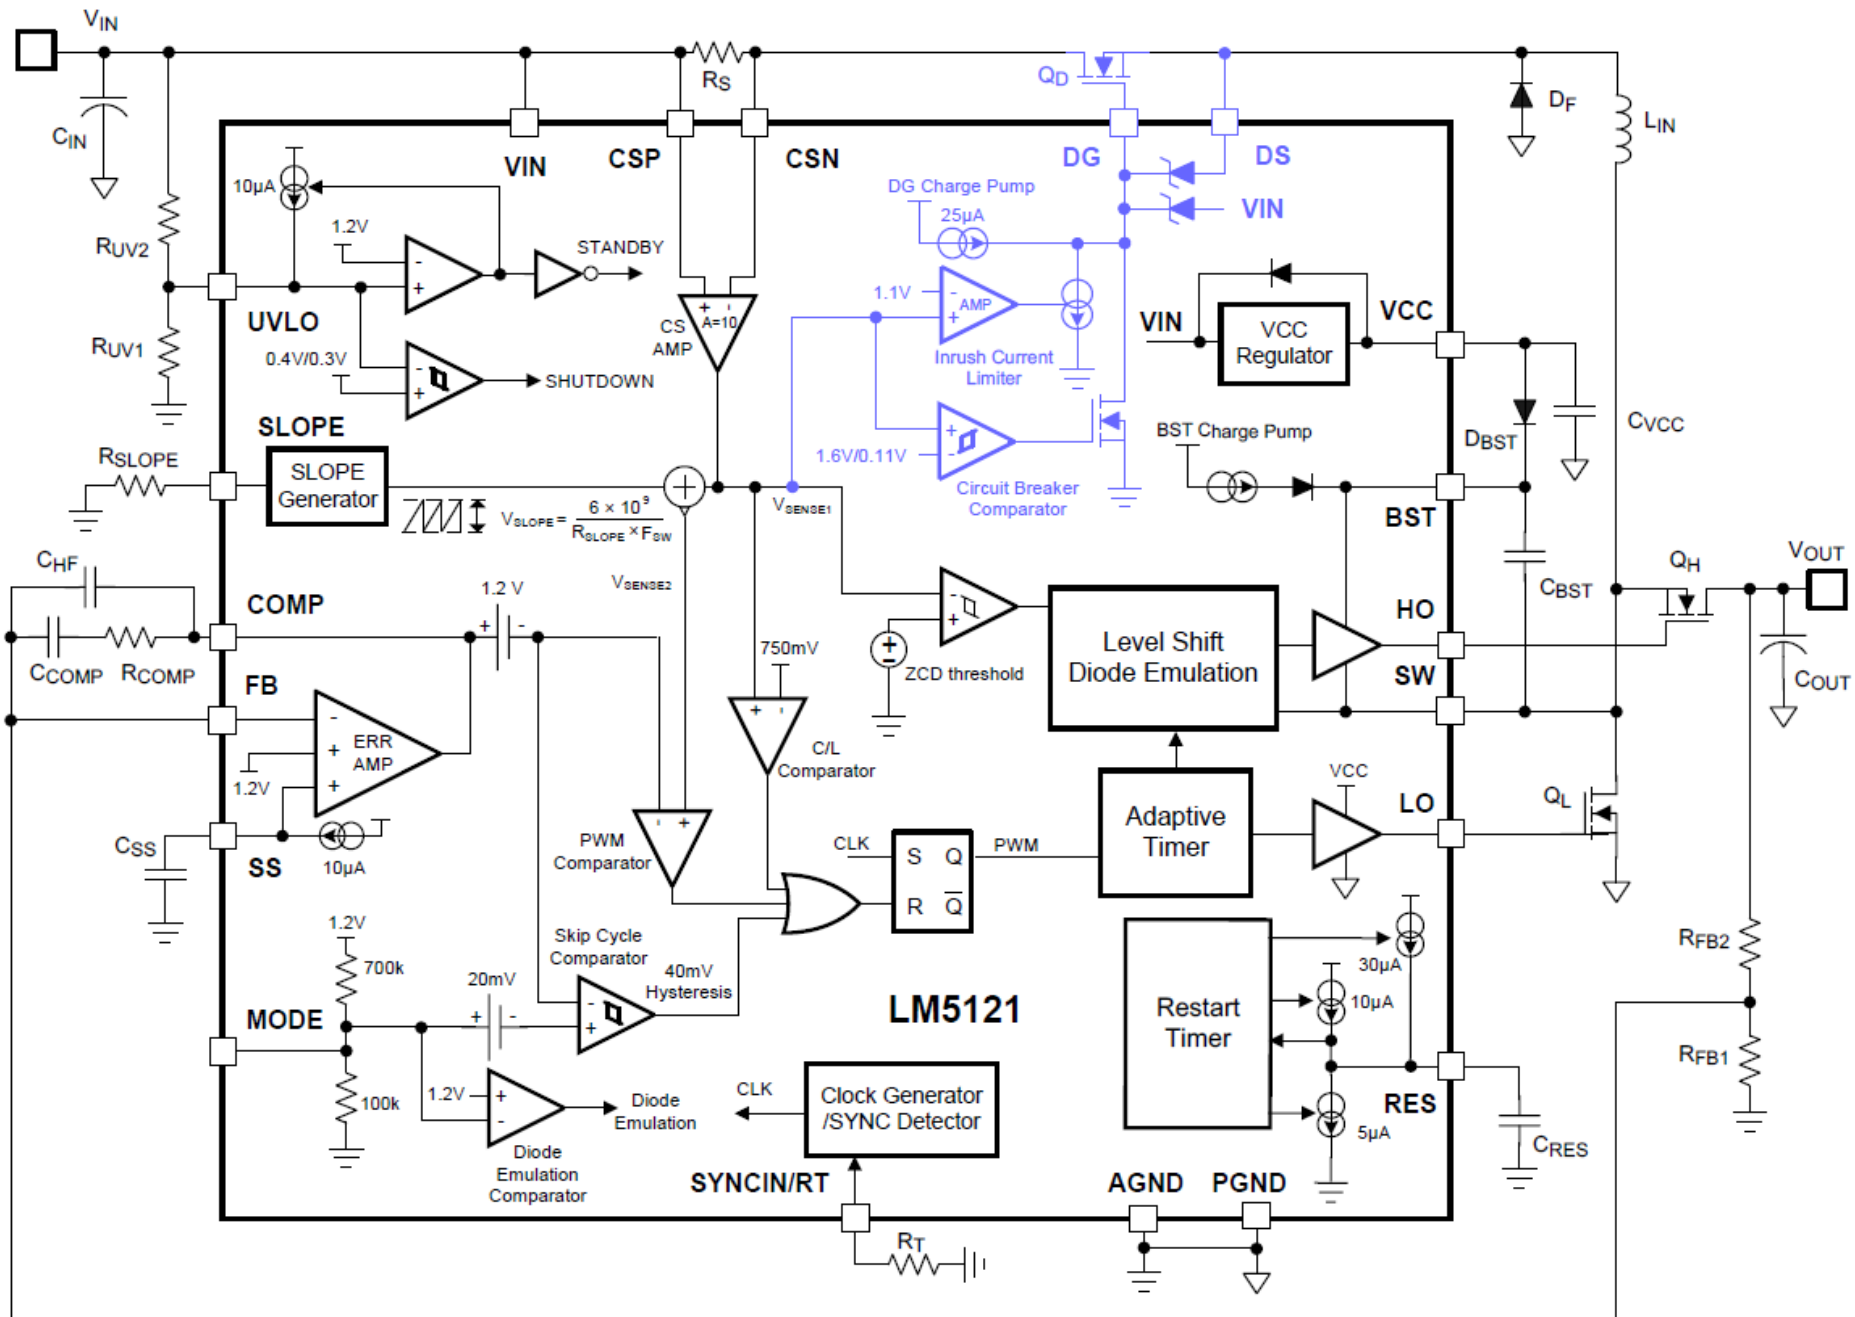 VIN
RS
QD
DF
LIN
CIN
VIN
CSP
CSN
DG
DS
10µA
DG Charge Pump
25µA
VIN
1.2V
STANDBY
RUV2
- +
+ -
A=10
CS
AMP
1.1V
-
AMP
+
Inrush Current
Limiter
VIN
VCC
Regulator
VCC
UVLO
0.4V/0.3V
-
+
SHUTDOWN
RUV1
CVCC
DBST
SLOPE
RSLOPE
SLOPE
Generator
VSLOPE= 6 × 10⁹
RSLOPE × FSW
+
VSENSE1
1.6V/0.11V
+
-
Circuit Breaker
Comparator
BST Charge Pump
BST
VSENSE2
CHF
COMP
1.2 V
+ -
CCOMP
RCOMP
750mV
-
+
+
-
ZCD threshold
Level Shift
Diode Emulation
CBST
HO
SW
QH
VOUT
COUT
FB
-
+
+
ERR
AMP
1.2V
+ -
C/L
Comparator
CSS
SS
10µA
- +
PWM
Comparator
CLK
S Q
R Q̅
PWM
Adaptive
Timer
VCC
LO
QL
1.2V
700k
Skip Cycle
Comparator
20mV
+ -
-
+
40mV
Hysteresis
MODE
100k
1.2V
+
-
Diode
Emulation
Diode
Emulation
Comparator
LM5121
CLK
Clock Generator
/SYNC Detector
Restart
Timer
30µA
10µA
5µA
RES
CRES
RFB2
RFB1
SYNCIN/RT
AGND
PGND
RT